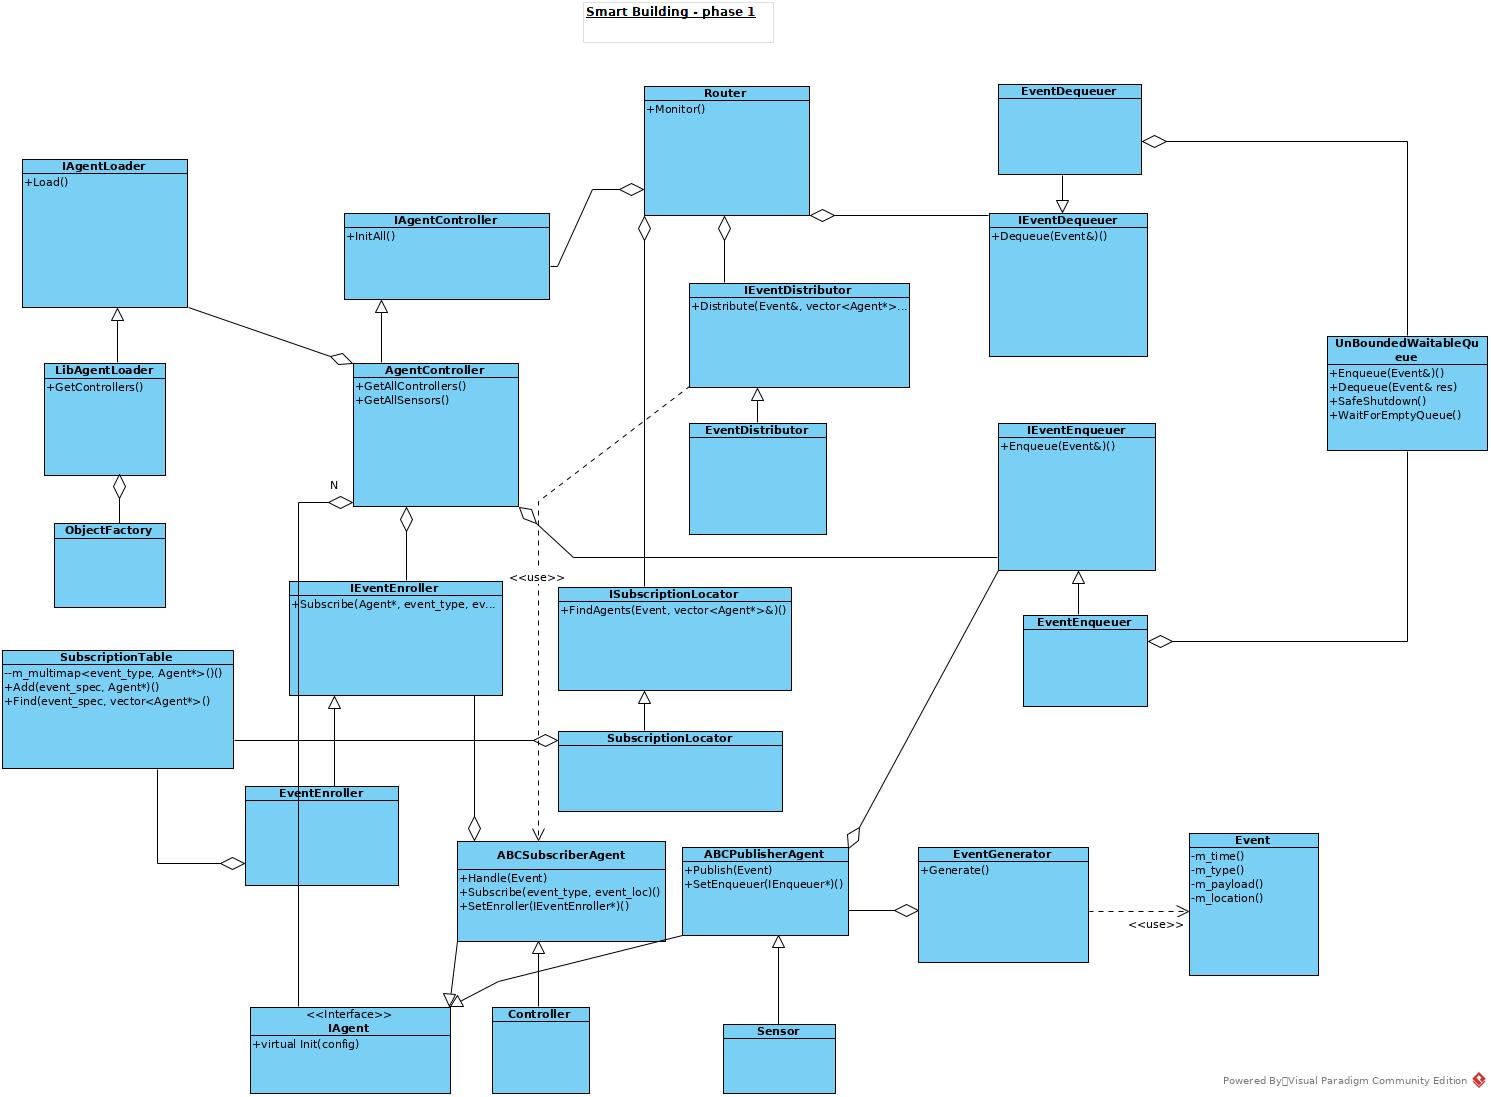 Smart Building - phase 1
Router
+Monitor()
EventDequeuer
IAgentLoader
+Load()
IAgentController
+InitAll()
IEventDequeuer
+Dequeue(Event&)()
IEventDistributor
+Distribute(Event&, vector<Agent*>...
UnBoundedWaitableQu
eue
+Enqueue(Event&)()
+Dequeue(Event& res)
+SafeShutdown()
+WaitForEmptyQueue()
LibAgentLoader
+GetControllers()
AgentController
+GetAllControllers()
+GetAllSensors()
EventDistributor
IEventEnqueuer
+Enqueue(Event&)()
N
ObjectFactory
<<use>>
IEventEnroller
+Subscribe(Agent*, event_type, ev...
ISubscriptionLocator
+FindAgents(Event, vector<Agent*>&)()
EventEnqueuer
SubscriptionTable
--m_multimap<event_type, Agent*>()()
+Add(event_spec, Agent*)()
+Find(event_spec, vector<Agent*>()
SubscriptionLocator
EventEnroller
ABCSubscriberAgent
+Handle(Event)
+Subscribe(event_type, event_loc)()
+SetEnroller(IEventEnroller*)()
ABCPublisherAgent
+Publish(Event)
+SetEnqueuer(IEnqueuer*)()
EventGenerator
+Generate()
Event
-m_time()
-m_type()
-m_payload()
-m_location()
<<use>>
<<Interface>>
IAgent
+virtual Init(config)
Controller
Sensor
Powered By Visual Paradigm Community Edition